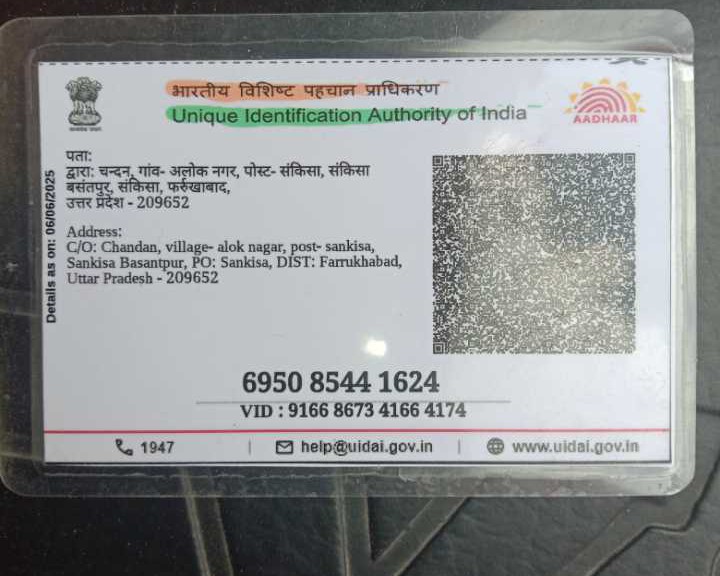 भारतीय विशिष्ट पहचान प्राधिकरण
Unique Identification Authority of India
AADHAAR
Details as on: 06/06/2025
पता:
द्वारा: चन्दन, गांव- अलोक नगर, पोस्ट- संकिसा, संकिसा
बसंतपुर, संकिसा, फर्रुखाबाद,
उत्तर प्रदेश - 209652
Address:
C/O: Chandan, village- alok nagar, post- sankisa,
Sankisa Basantpur, PO: Sankisa, DIST: Farrukhabad,
Uttar Pradesh - 209652
6950 8544 1624
VID : 9166 8673 4166 4174
1947 | help@uidai.gov.in | www.uidai.gov.in